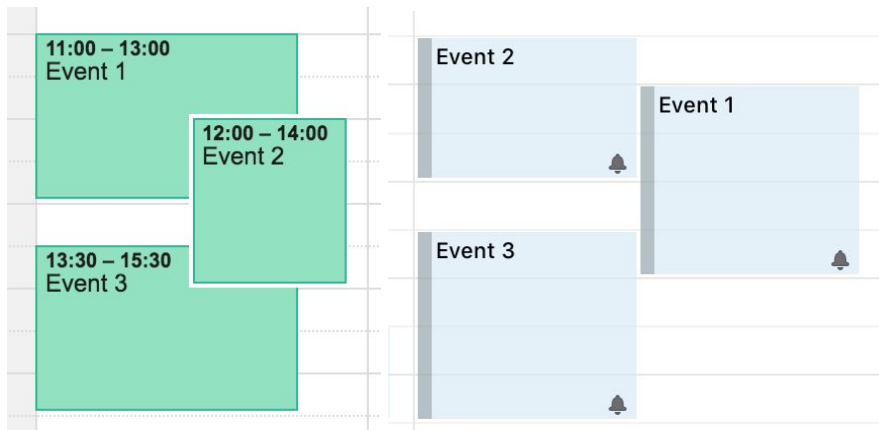 11:00 – 13:00
Event 1
12:00 – 14:00
Event 2
13:30 – 15:30
Event 3
Event 2
Event 1
Event 3